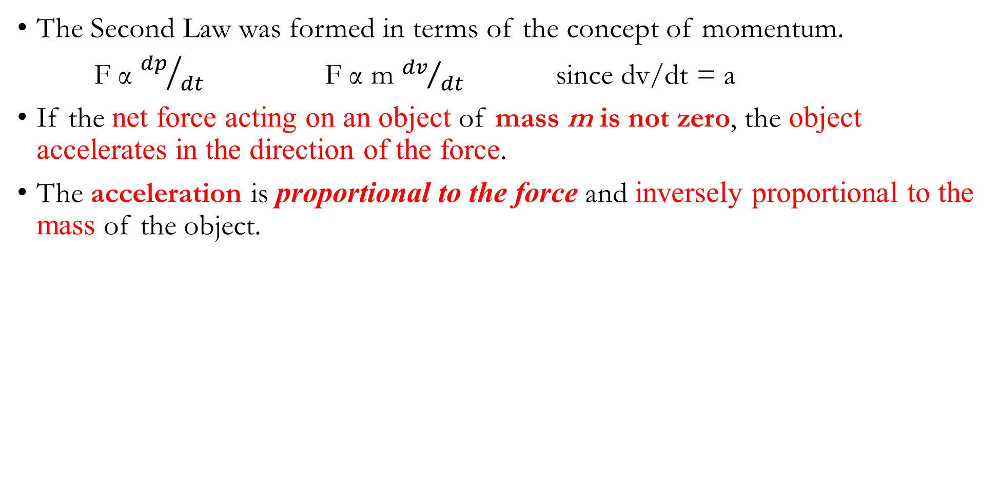 • The Second Law was formed in terms of the concept of momentum.
F ∝ dp/dt F ∝ m dv/dt since dv/dt = a
• If the net force acting on an object of mass m is not zero, the object
accelerates in the direction of the force.
• The acceleration is proportional to the force and inversely proportional to the
mass of the object.